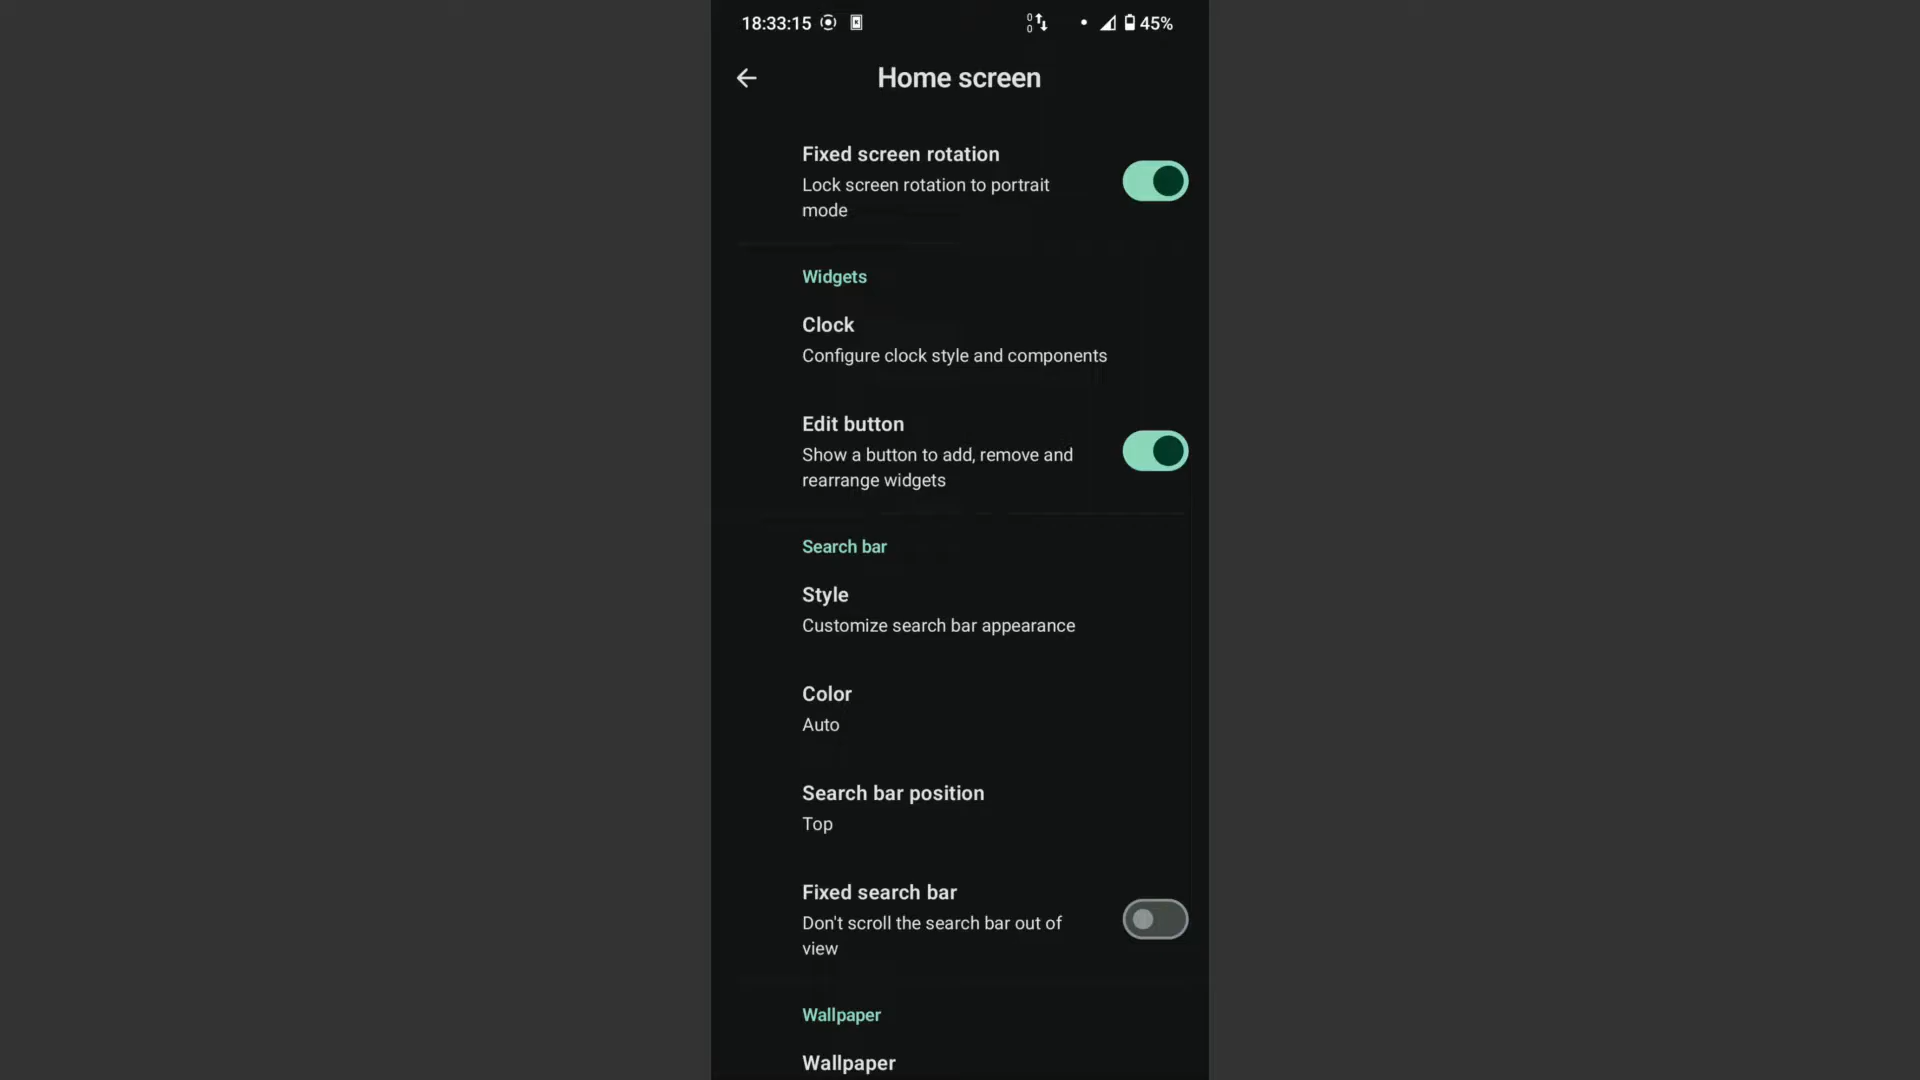 18:33:15
0
0
45%
Home screen
Fixed screen rotation
Lock screen rotation to portrait
mode
Widgets
Clock
Configure clock style and components
Edit button
Show a button to add, remove and
rearrange widgets
Search bar
Style
Customize search bar appearance
Color
Auto
Search bar position
Top
Fixed search bar
Don't scroll the search bar out of
view
Wallpaper
Wallpaper